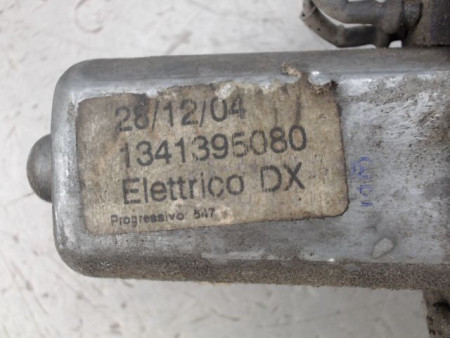 28/12/04
1341395080
Elettrico DX
Progressivo: 547